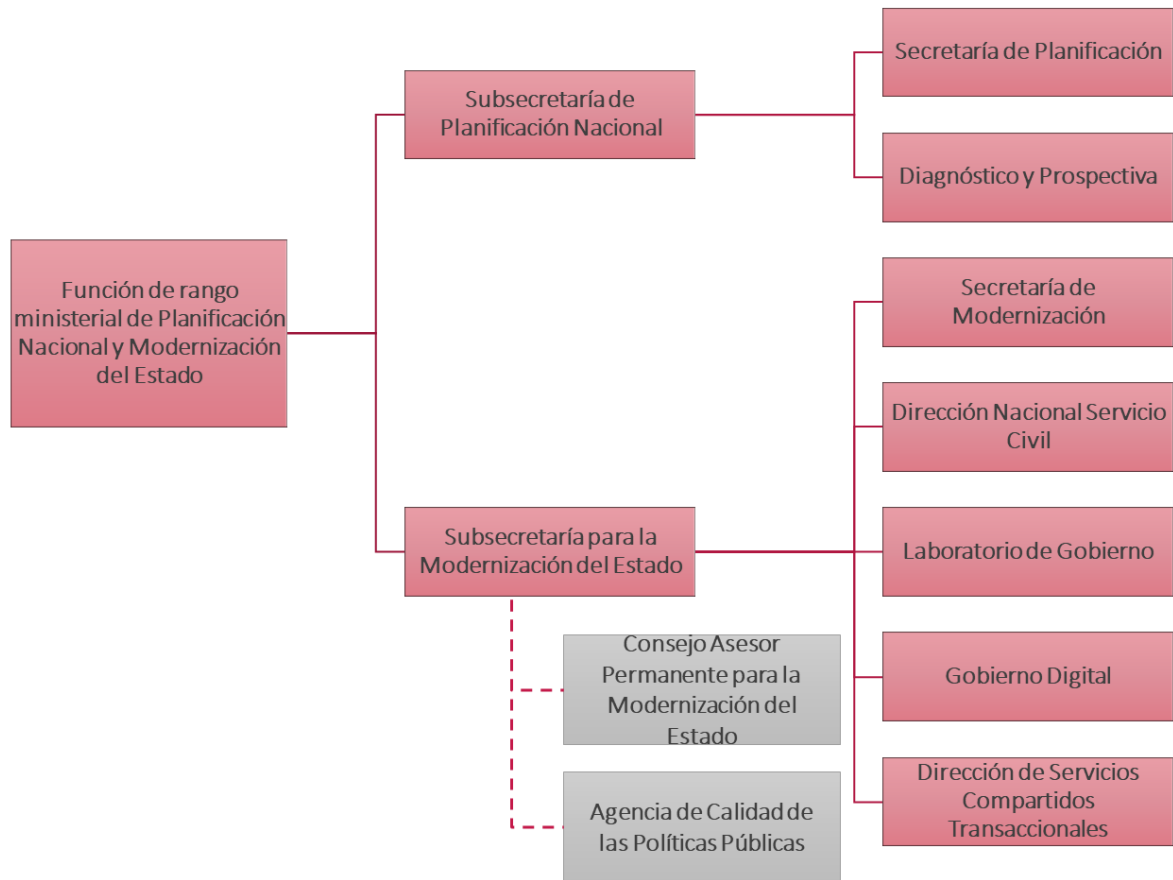 Función de rango
ministerial de Planificación
Nacional y Modernización
del Estado
Subsecretaría de
Planificación Nacional
Secretaría de Planificación
Diagnóstico y Prospectiva
Subsecretaría para la
Modernización del Estado
Secretaría de
Modernización
Dirección Nacional Servicio
Civil
Laboratorio de Gobierno
Gobierno Digital
Dirección de Servicios
Compartidos
Transaccionales
Consejo Asesor
Permanente para la
Modernización del
Estado
Agencia de Calidad de
las Políticas Públicas